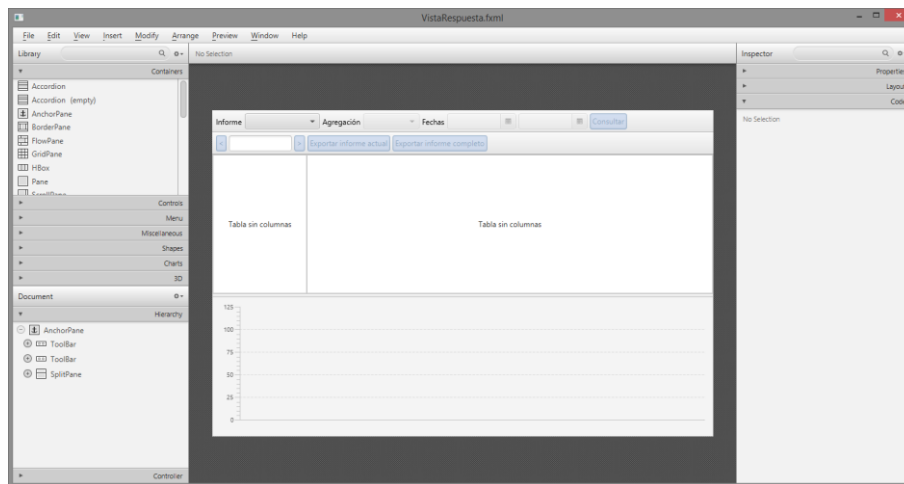 VistaRespuesta.fxml
File Edit View Insert Modify Arrange Preview Window Help
Library
No Selection
Inspector
Containers
Accordion
Accordion (empty)
AnchorPane
BorderPane
FlowPane
GridPane
HBox
Pane
ScrollPane
Controls
Menu
Miscellaneous
Shapes
Charts
3D
Document
Hierarchy
AnchorPane
ToolBar
ToolBar
SplitPane
Controller
Informe Agregación Fechas Consultar
< > Exportar informe actual Exportar informe completo
Tabla sin columnas Tabla sin columnas
125
100
75
50
25
0
Propertie
Layou
Code
No Selection